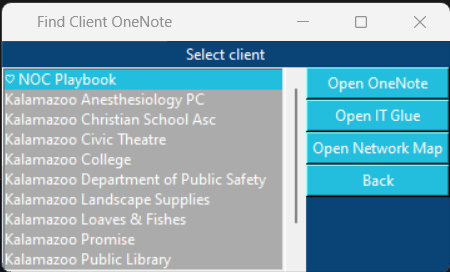 Find Client OneNote
Select client
♡ NOC Playbook
Kalamazoo Anesthesiology PC
Kalamazoo Christian School Asc
Kalamazoo Civic Theatre
Kalamazoo College
Kalamazoo Department of Public Safety
Kalamazoo Landscape Supplies
Kalamazoo Loaves & Fishes
Kalamazoo Promise
Kalamazoo Public Library
Open OneNote
Open IT Glue
Open Network Map
Back